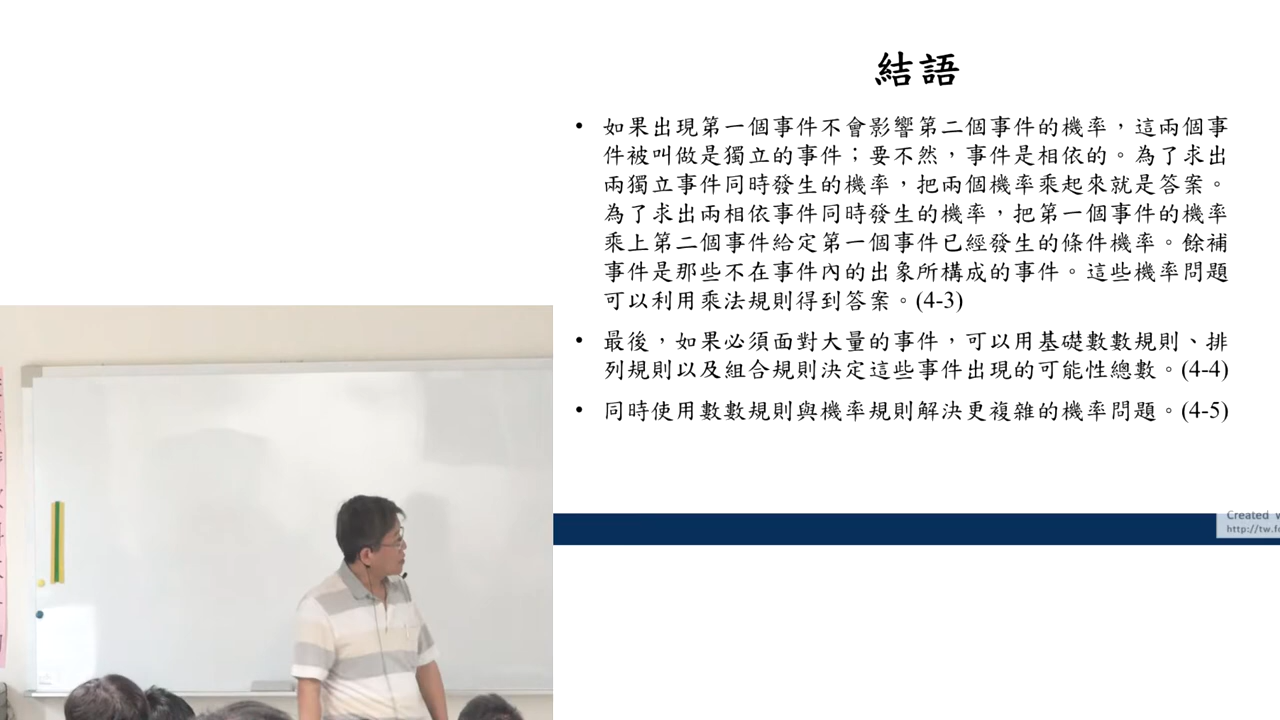 結語
• 如果出現第一個事件不會影響第二個事件的機率，這兩個事
件被叫做是獨立的事件；要不然，事件是相依的。為了求出
兩獨立事件同時發生的機率，把兩個機率乘起來就是答案。
為了求出兩相依事件同時發生的機率，把第一個事件的機率
乘上第二個事件給定第一個事件已經發生的條件機率。餘補
事件是那些不在事件內的出象所構成的事件。這些機率問題
可以利用乘法規則得到答案。(4-3)
• 最後，如果必須面對大量的事件，可以用基礎數數規則、排
列規則以及組合規則決定這些事件出現的可能性總數。(4-4)
• 同時使用數數規則與機率規則解決更複雜的機率問題。(4-5)
Created
http://tw.fo